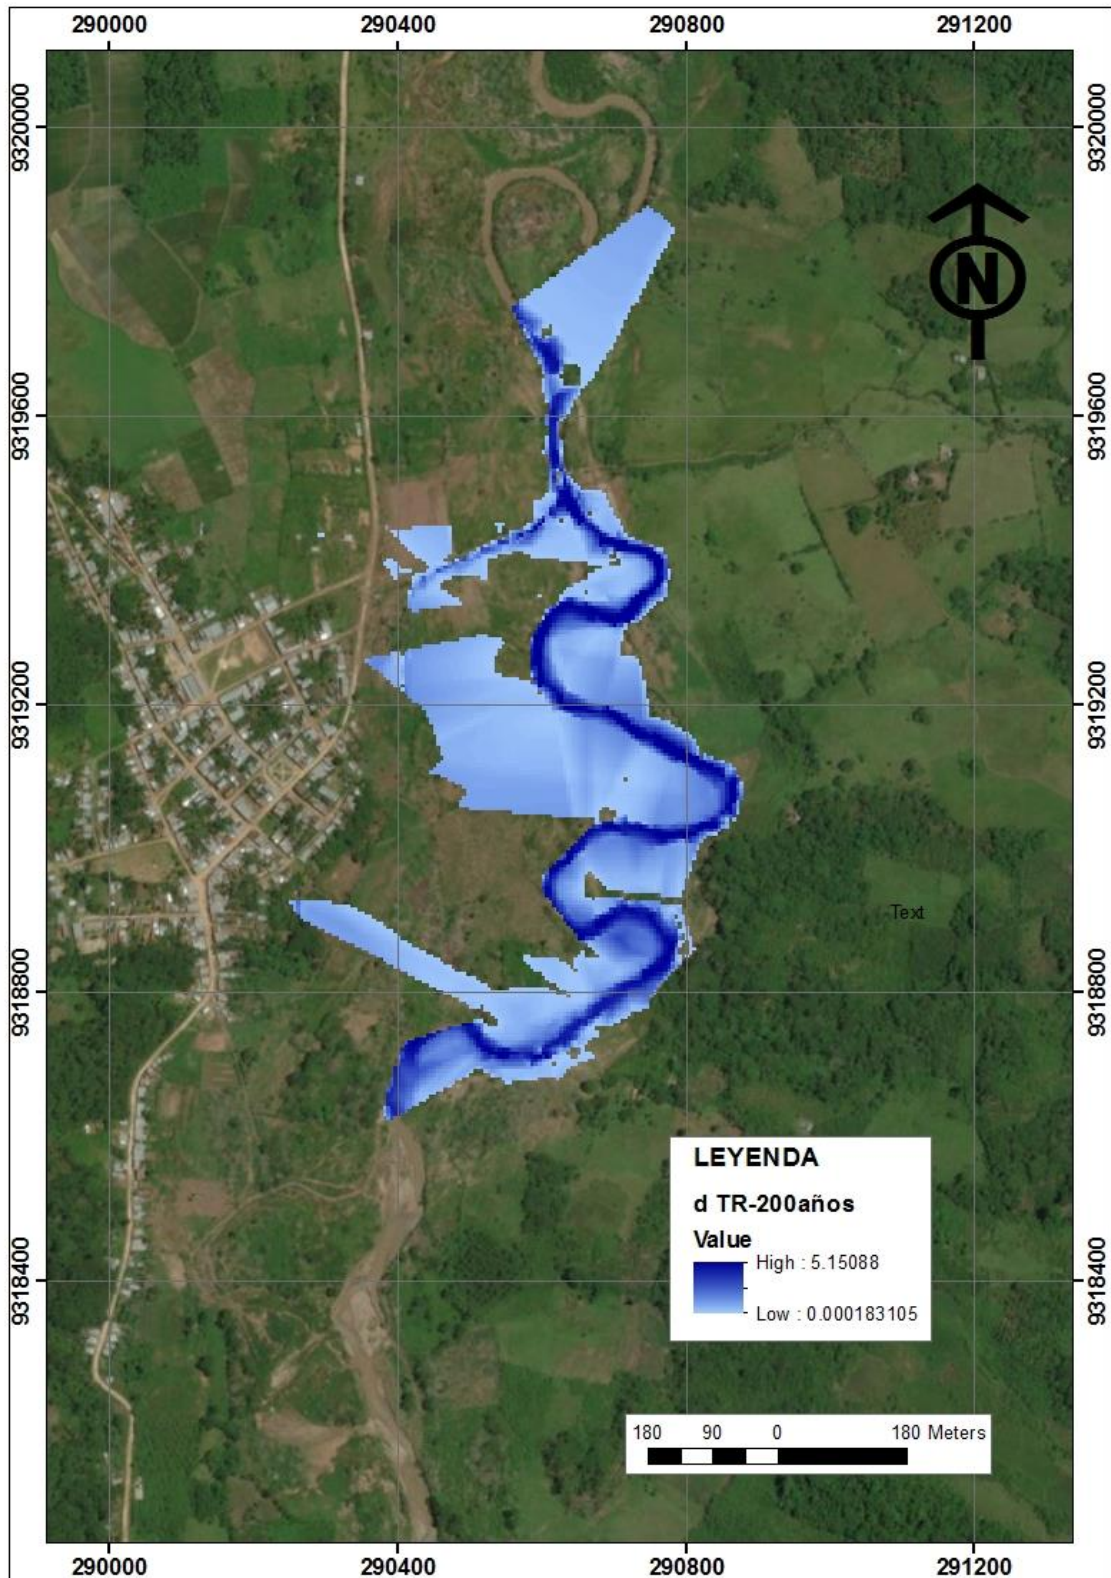 290000 290400 290800 291200
9320000 9320000
N
9319600 9319600
9319200 9319200
Text
9318800 9318800
LEYENDA
d TR-200años
Value
High : 5.15088
Low : 0.000183105
9318400 9318400
180 90 0 180 Meters
290000 290400 290800 291200